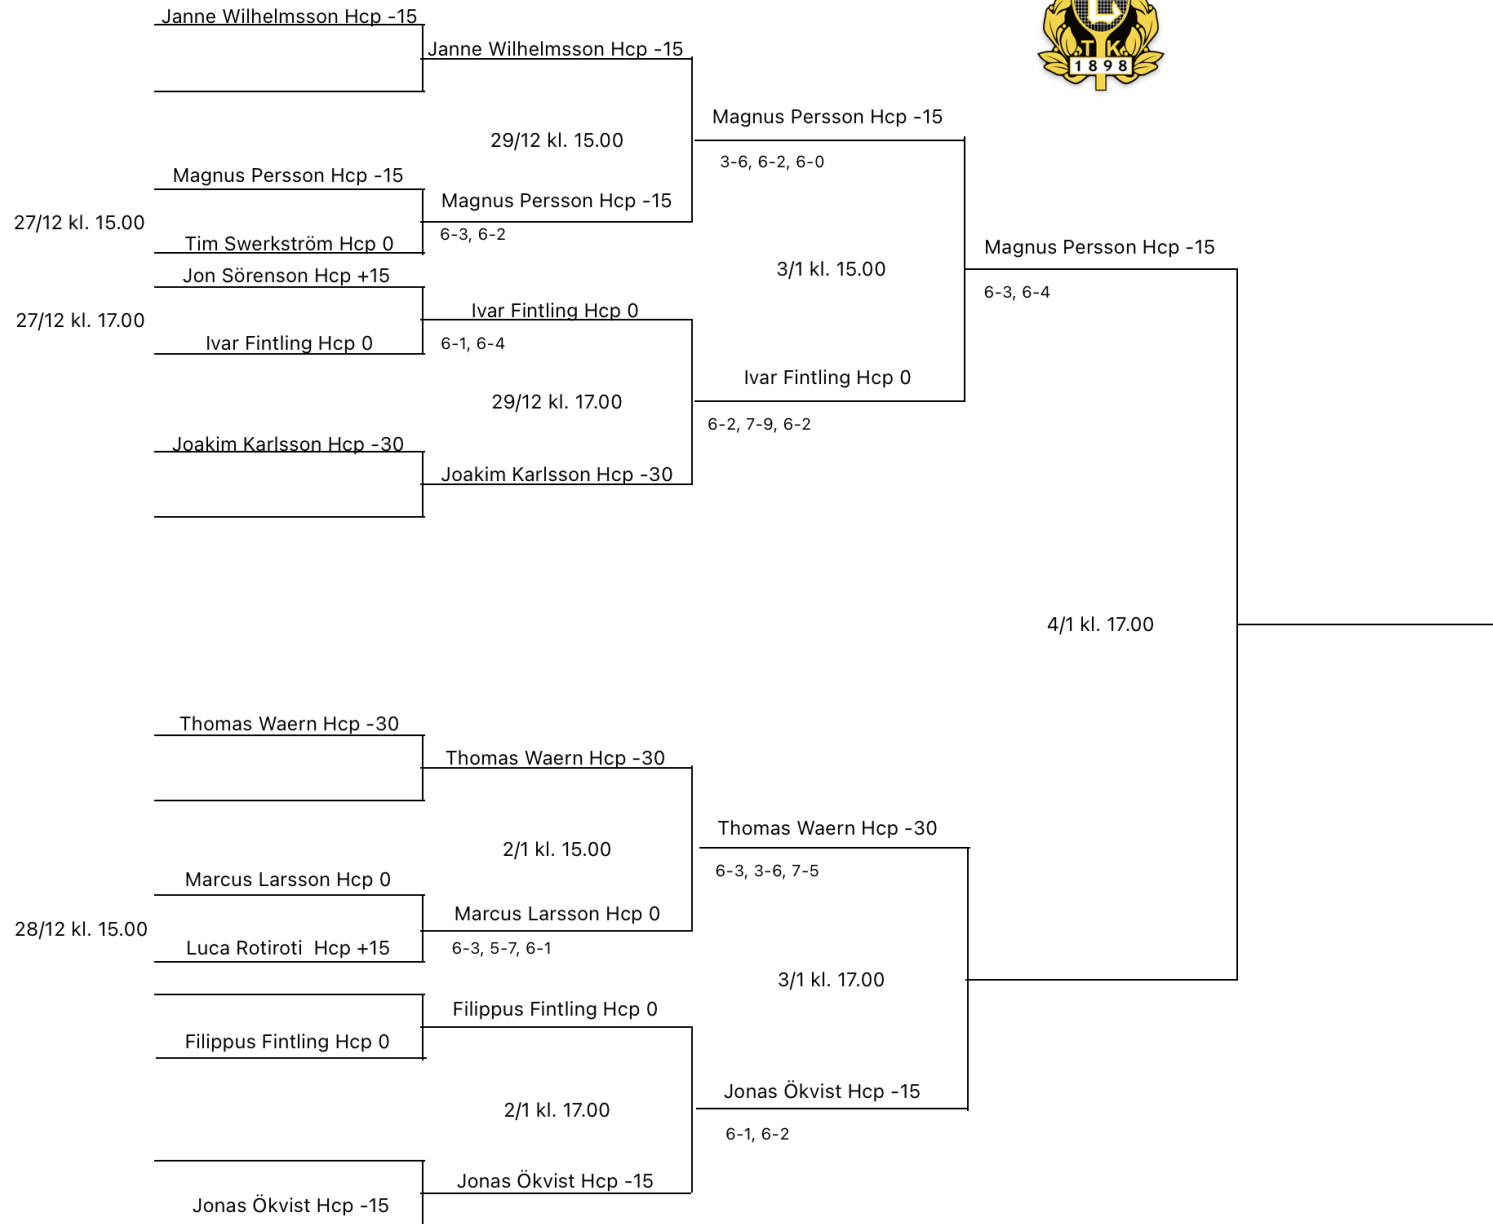 Janne Wilhelmsson Hcp -15
Janne Wilhelmsson Hcp -15
T K
1898
Magnus Persson Hcp -15
29/12 kl. 15.00
3-6, 6-2, 6-0
Magnus Persson Hcp -15
Magnus Persson Hcp -15
27/12 kl. 15.00
6-3, 6-2
Tim Swerkström Hcp 0
Magnus Persson Hcp -15
3/1 kl. 15.00
Jon Sörenson Hcp +15
6-3, 6-4
Ivar Fintling Hcp 0
27/12 kl. 17.00
Ivar Fintling Hcp 0
6-1, 6-4
Ivar Fintling Hcp 0
29/12 kl. 17.00
6-2, 7-9, 6-2
Joakim Karlsson Hcp -30
Joakim Karlsson Hcp -30
4/1 kl. 17.00
Thomas Waern Hcp -30
Thomas Waern Hcp -30
Thomas Waern Hcp -30
2/1 kl. 15.00
6-3, 3-6, 7-5
Marcus Larsson Hcp 0
Marcus Larsson Hcp 0
28/12 kl. 15.00
Luca Rotiroti  Hcp +15
6-3, 5-7, 6-1
3/1 kl. 17.00
Filippus Fintling Hcp 0
Filippus Fintling Hcp 0
Jonas Ökvist Hcp -15
2/1 kl. 17.00
6-1, 6-2
Jonas Ökvist Hcp -15
Jonas Ökvist Hcp -15